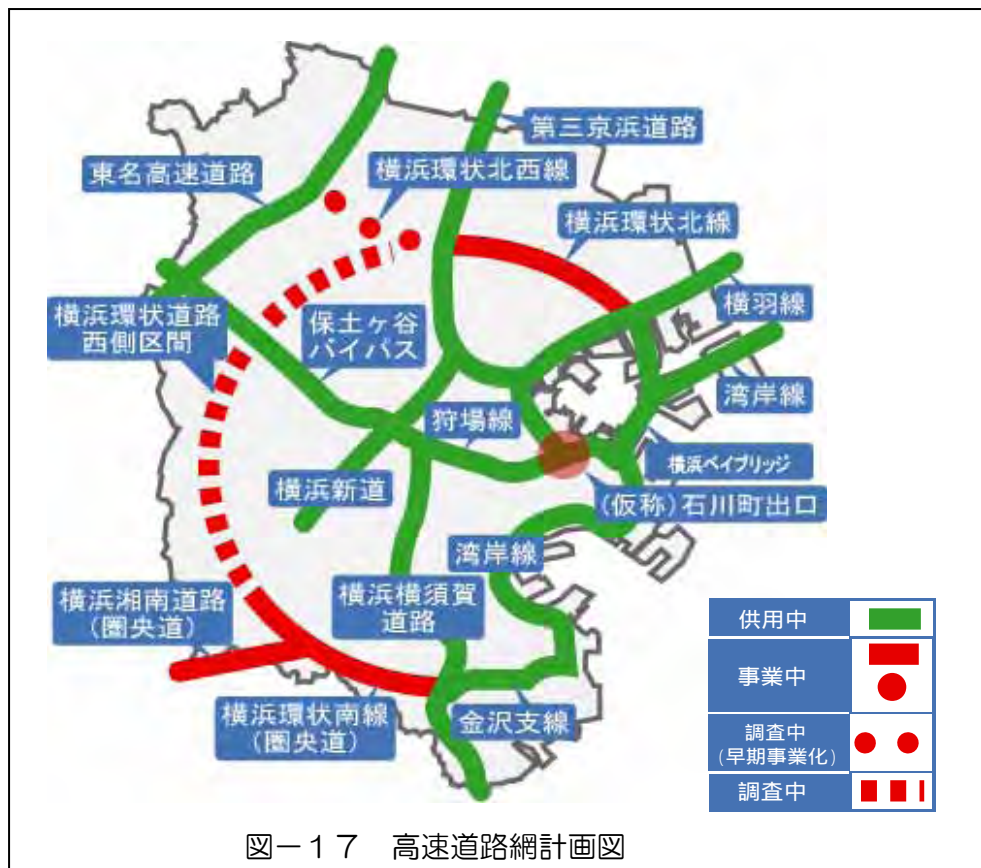 第三京浜道路
東名高速道路
横浜環状北西線
横浜環状北線
横羽線
横浜環状道路
西側区間
保土ヶ谷
バイパス
湾岸線
狩場線
横浜ベイブリッジ
横浜新道
(仮称)石川町出口
湾岸線
横浜湘南道路
(圏央道)
横浜横須賀
道路
横浜環状南線
(圏央道)
金沢支線
供用中
事業中
調査中
(早期事業化)
調査中
図－１７ 高速道路網計画図